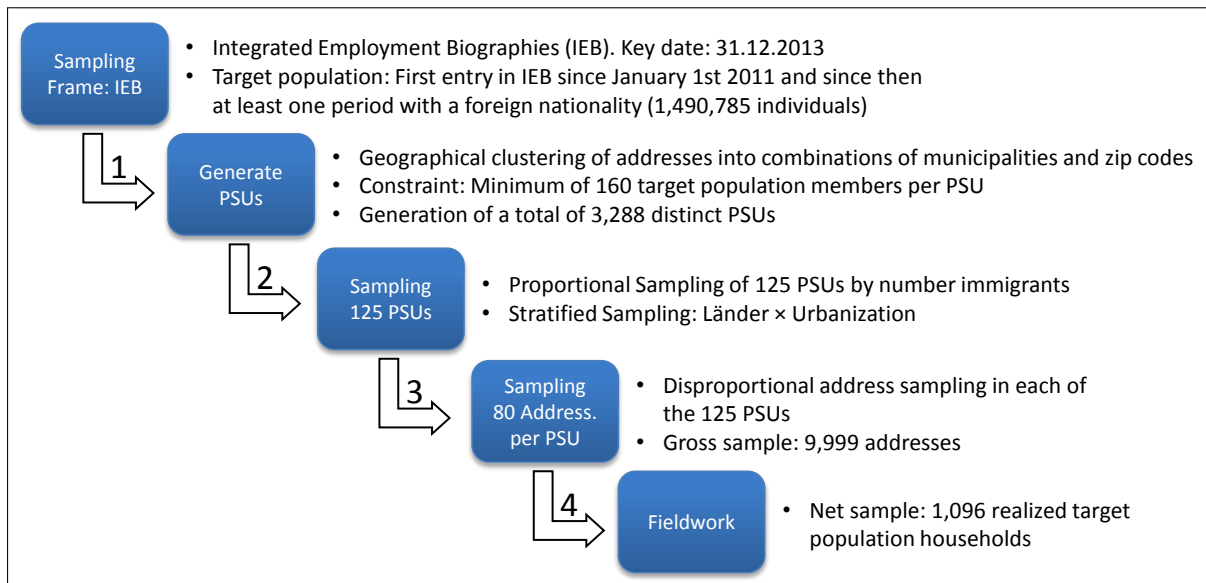 Sampling
Frame: IEB
• Integrated Employment Biographies (IEB). Key date: 31.12.2013
• Target population: First entry in IEB since January 1st 2011 and since then
at least one period with a foreign nationality (1,490,785 individuals)
1
Generate
PSUs
• Geographical clustering of addresses into combinations of municipalities and zip codes
• Constraint: Minimum of 160 target population members per PSU
• Generation of a total of 3,288 distinct PSUs
2
Sampling
125 PSUs
• Proportional Sampling of 125 PSUs by number immigrants
• Stratified Sampling: Länder × Urbanization
3
Sampling
80 Address.
per PSU
• Disproportional address sampling in each of
the 125 PSUs
• Gross sample: 9,999 addresses
4
Fieldwork
• Net sample: 1,096 realized target
population households